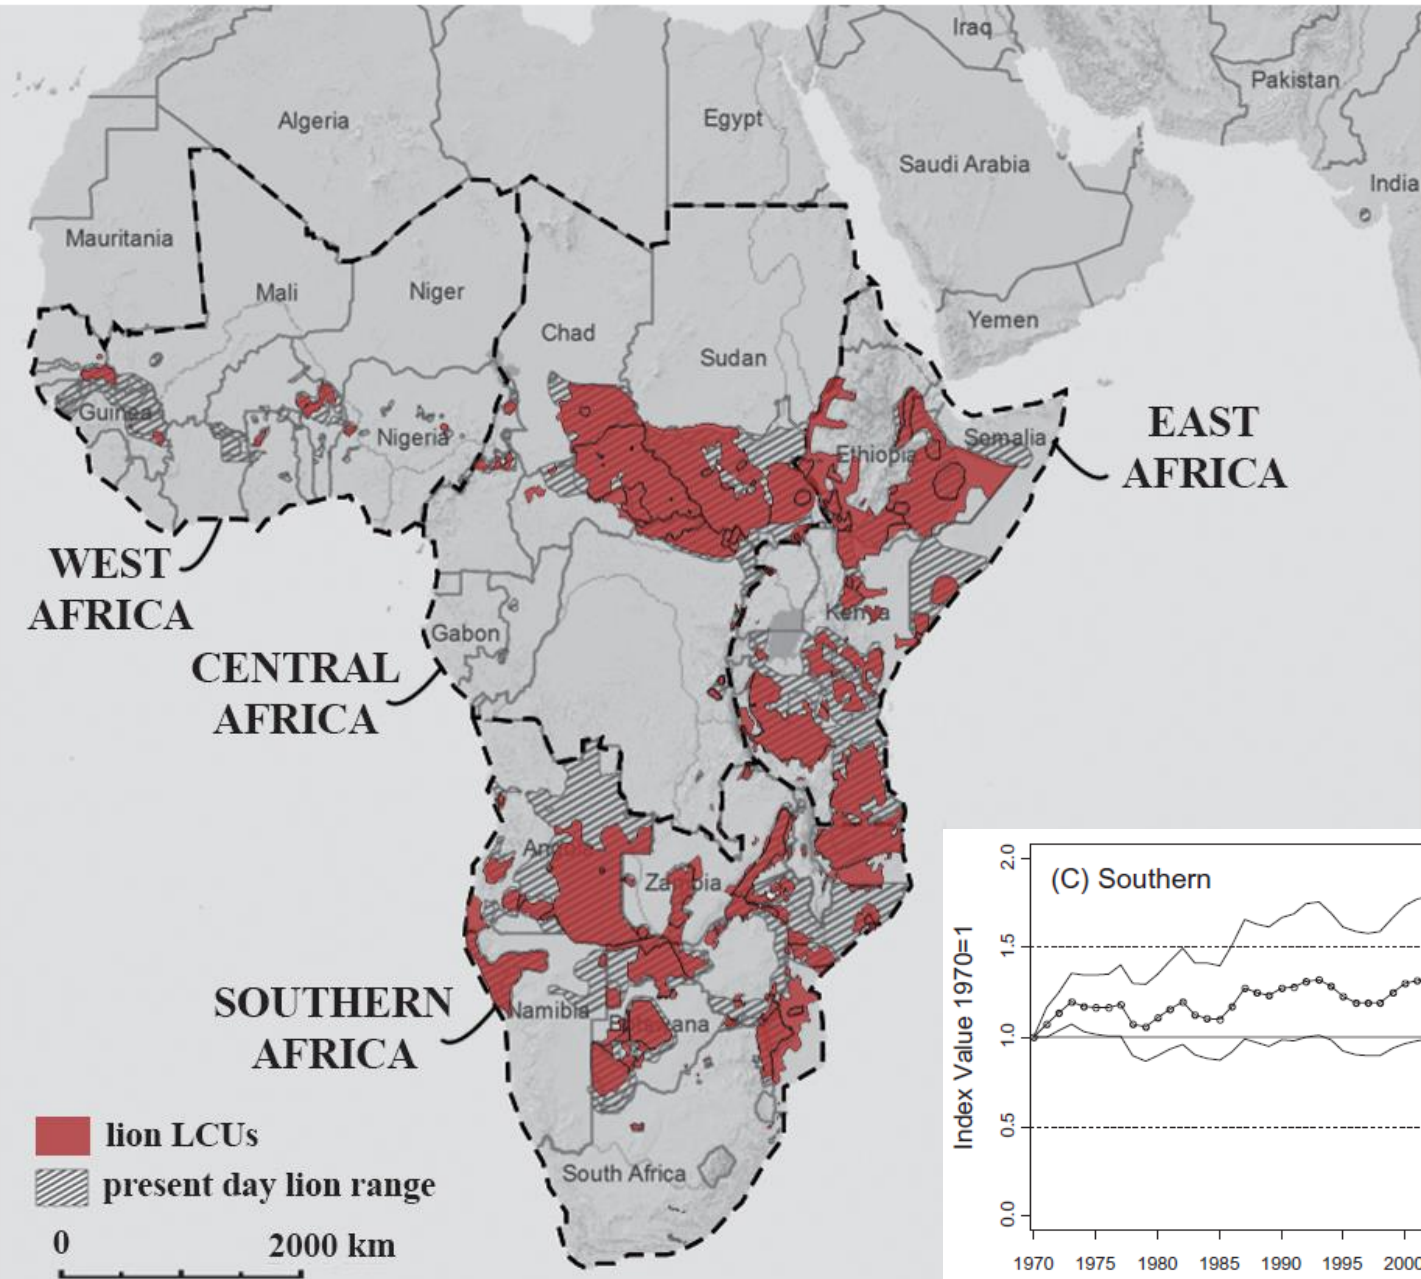 Iraq
Pakistan
Algeria
Egypt
Saudi Arabia
India
Mauritania
Mali
Niger
Chad
Yemen
Sudan
Guinea
Nigeria
Ethiopia
Somalia
EAST
AFRICA
WEST
AFRICA
Kenya
Gabon
CENTRAL
AFRICA
Angola
Zambia
SOUTHERN
AFRICA
Namibia
Botswana
South Africa
lion LCUs
present day lion range
0 2000 km
(C) Southern
Index Value 1970=1
2.0
1.5
1.0
0.5
0.0
1970 1975 1980 1985 1990 1995 2000